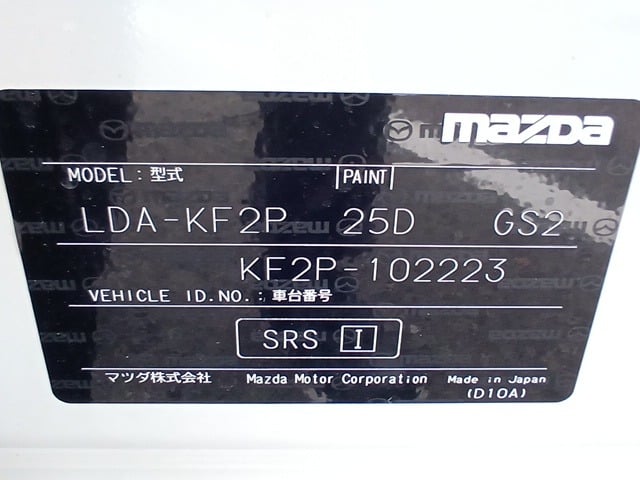 mazda
MODEL: 型式 PAINT
LDA-KF2P 25D GS2
KF2P-102223
VEHICLE ID.NO.: 車台番号
SRS I
マツダ株式会社 Mazda Motor Corporation Made in Japan
(D10A)